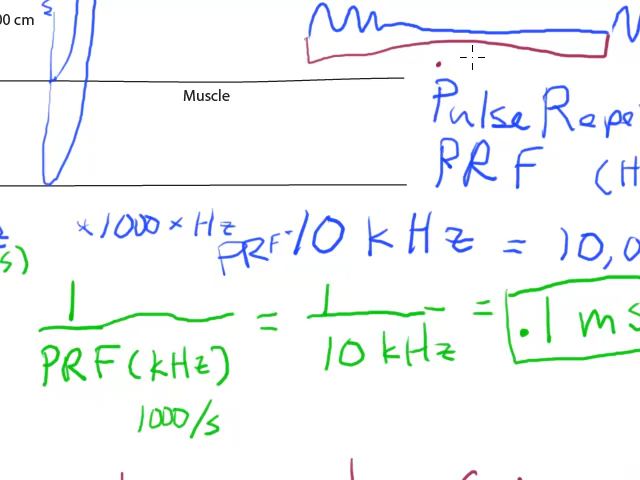 00 cm
Muscle
Pulse Repe
PRF (H
s)
*1000 * Hz
PRF = 10 kHz = 10,0
1 / PRF (kHz) = 1 / 10 kHz = .1 ms
1000/s